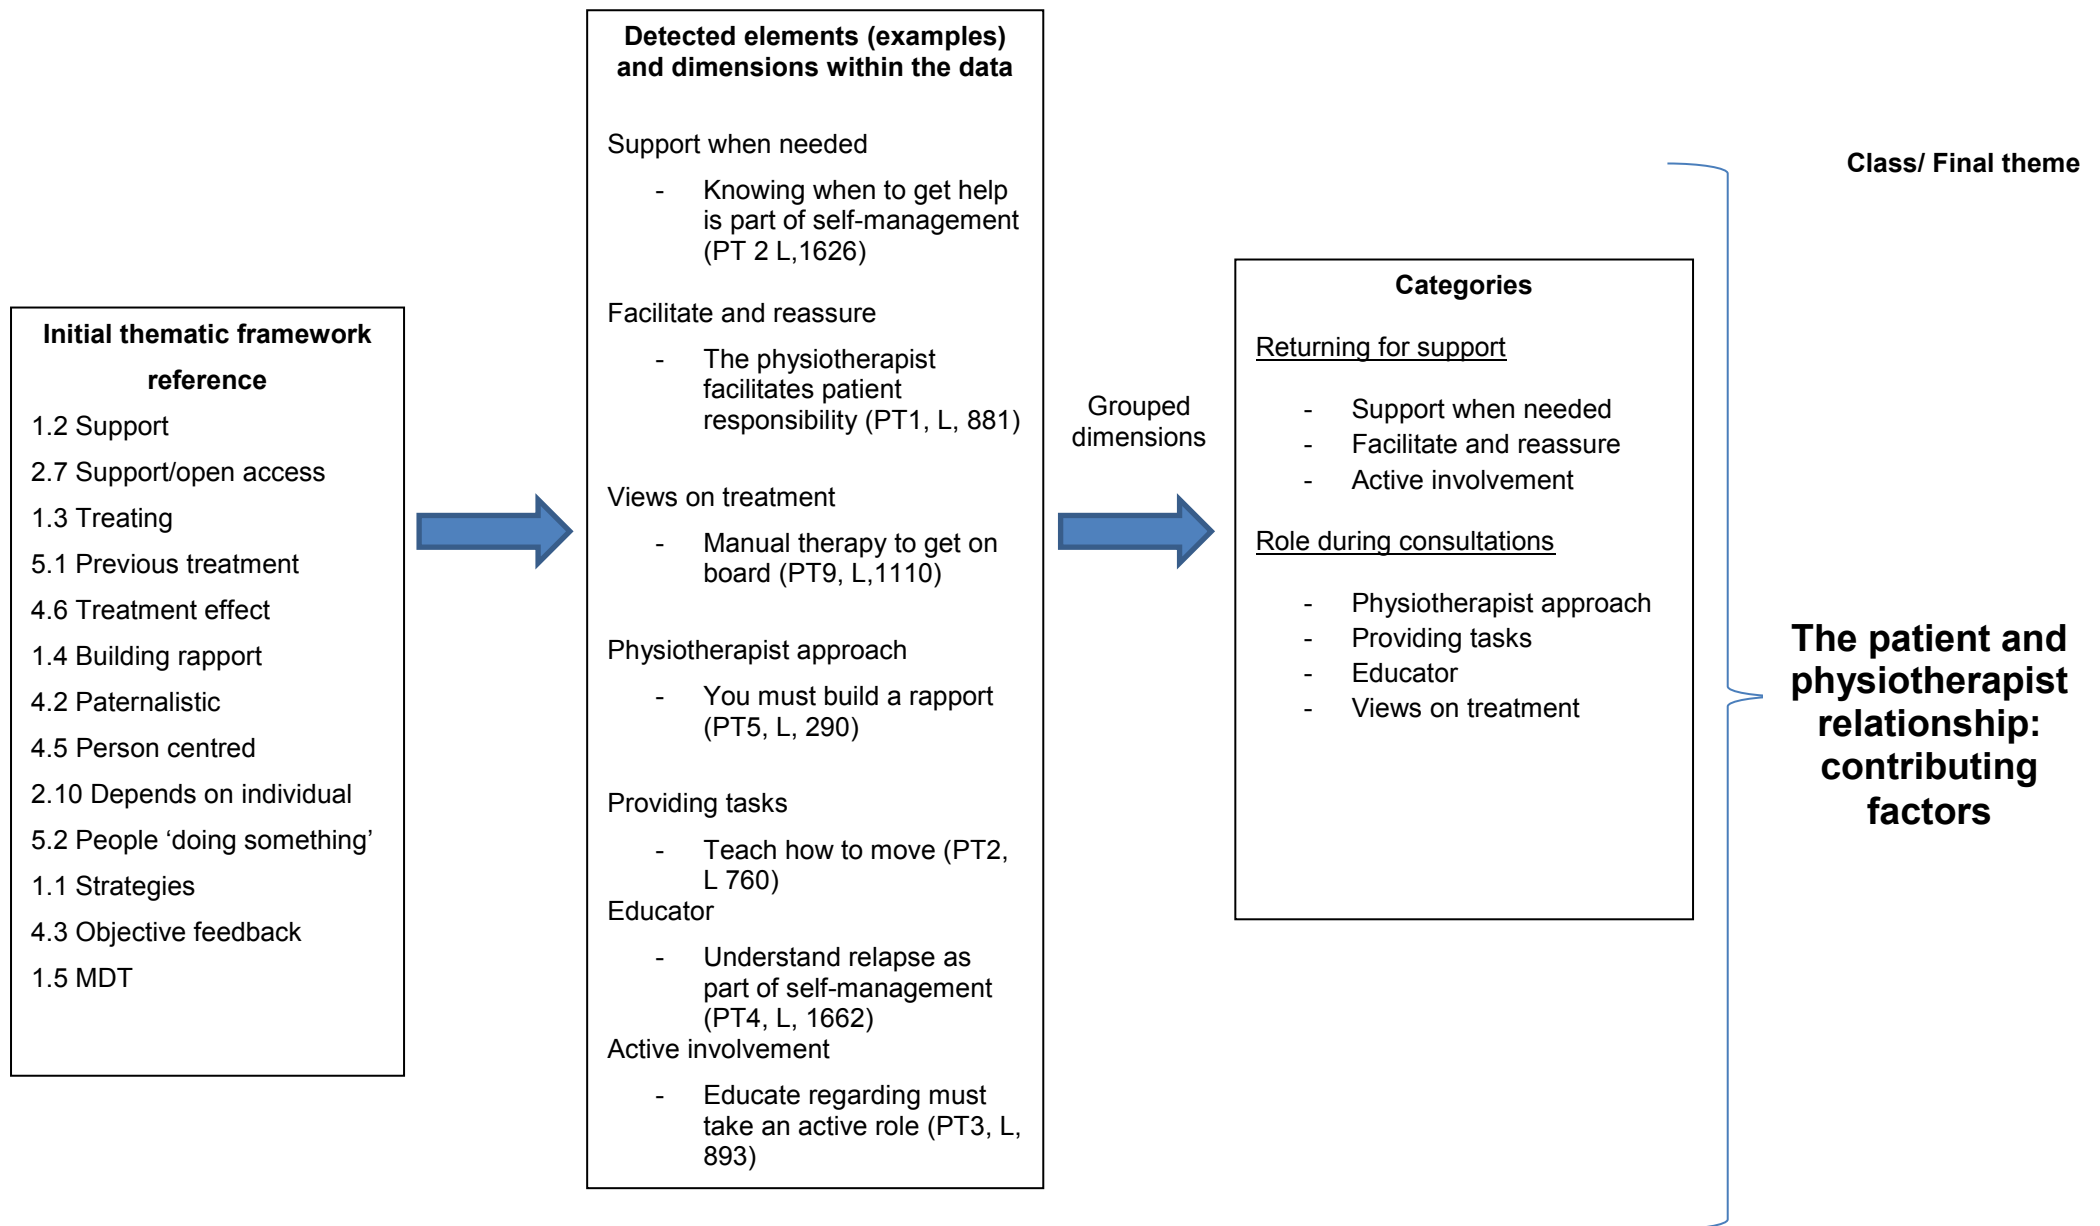 Initial thematic framework
reference
1.2 Support
2.7 Support/open access
1.3 Treating
5.1 Previous treatment
4.6 Treatment effect
1.4 Building rapport
4.2 Paternalistic
4.5 Person centred
2.10 Depends on individual
5.2 People ‘doing something’
1.1 Strategies
4.3 Objective feedback
1.5 MDT
Detected elements (examples)
and dimensions within the data
Support when needed
- Knowing when to get help
is part of self-management
(PT 2 L,1626)
Facilitate and reassure
- The physiotherapist
facilitates patient
responsibility (PT1, L, 881)
Views on treatment
- Manual therapy to get on
board (PT9, L,1110)
Physiotherapist approach
- You must build a rapport
(PT5, L, 290)
Providing tasks
- Teach how to move (PT2,
L 760)
Educator
- Understand relapse as
part of self-management
(PT4, L, 1662)
Active involvement
- Educate regarding must
take an active role (PT3, L,
893)
Grouped
dimensions
Categories
Returning for support
- Support when needed
- Facilitate and reassure
- Active involvement
Role during consultations
- Physiotherapist approach
- Providing tasks
- Educator
- Views on treatment
Class/ Final theme
The patient and
physiotherapist
relationship:
contributing
factors